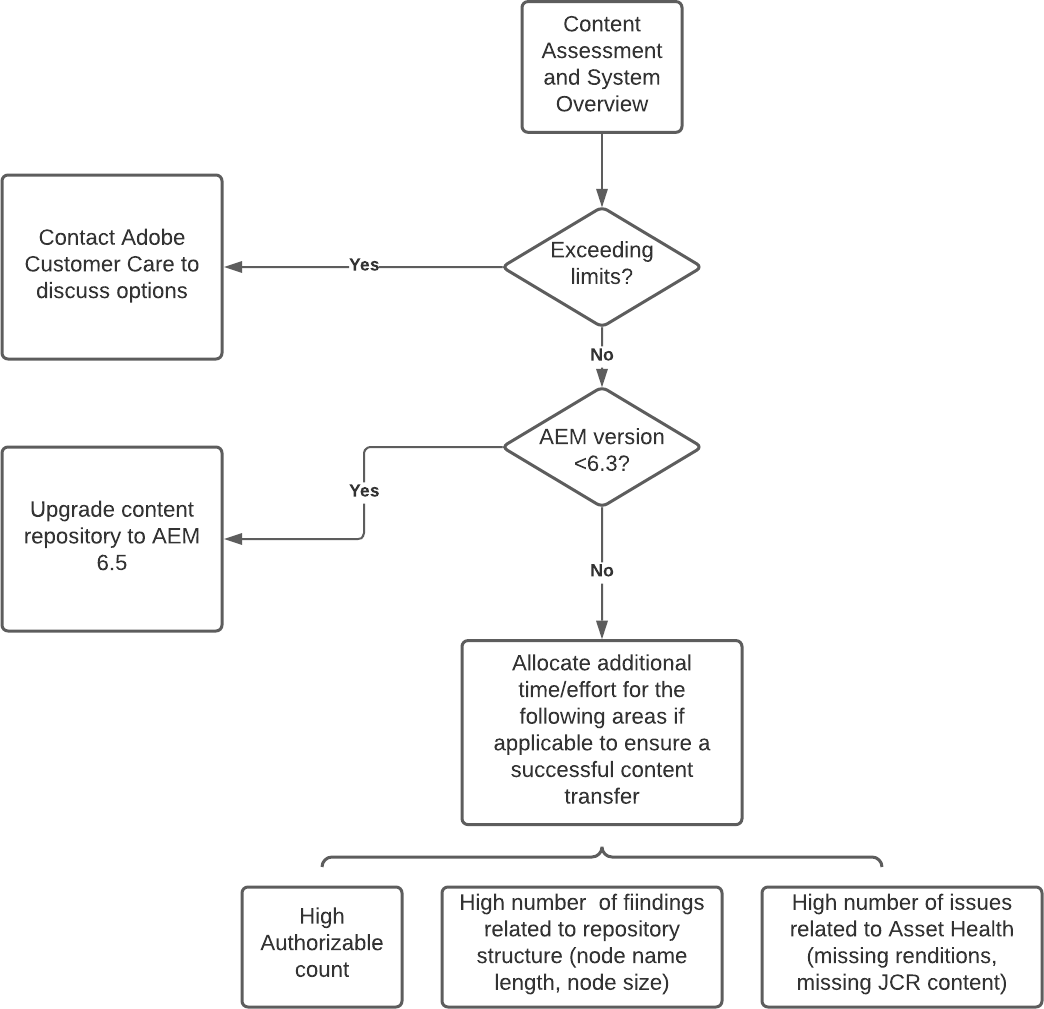 Content
Assessment
and System
Overview
Exceeding
limits?
Yes
Contact Adobe
Customer Care to
discuss options
No
AEM version
<6.3?
Yes
Upgrade content
repository to AEM
6.5
No
Allocate additional
time/effort for the
following areas if
applicable to ensure a
successful content
transfer
High
Authorizable
count
High number  of fiindings
related to repository
structure (node name
length, node size)
High number of issues
related to Asset Health
(missing renditions,
missing JCR content)